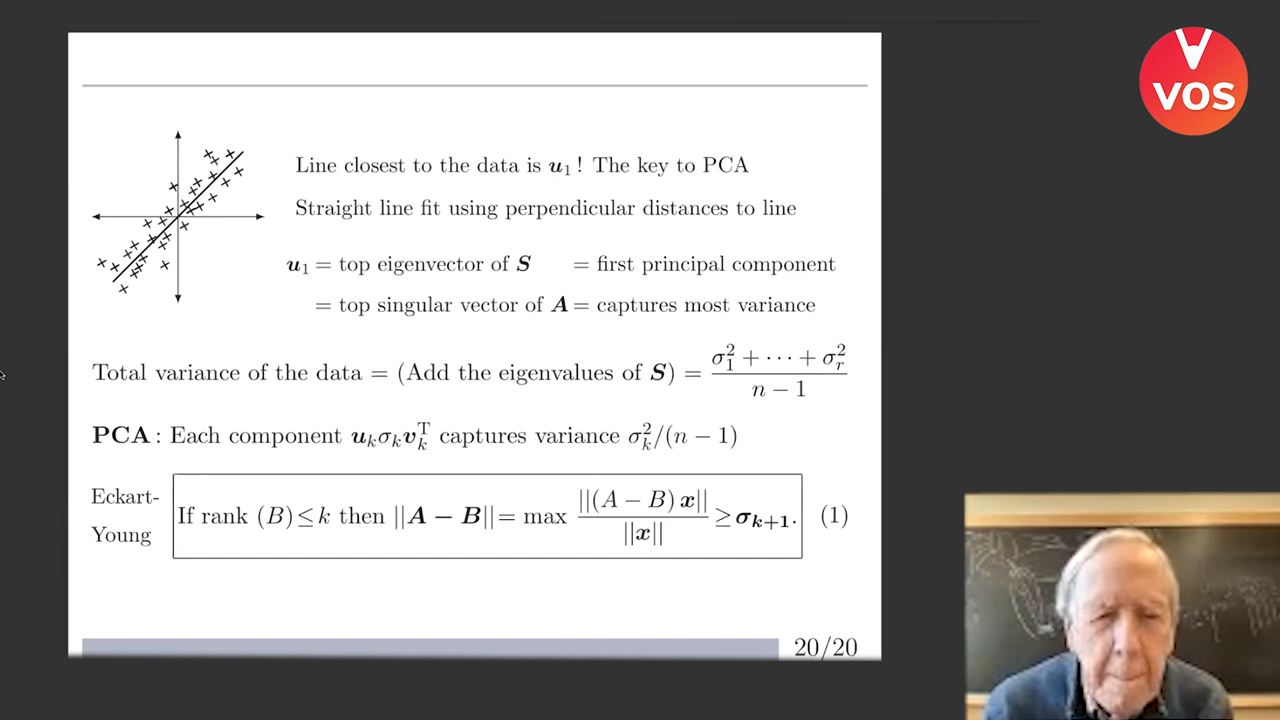 VOS
Line closest to the data is u₁ ! The key to PCA
Straight line fit using perpendicular distances to line
u₁ = top eigenvector of S = first principal component
= top singular vector of A = captures most variance
Total variance of the data = (Add the eigenvalues of S) = (σ₁² + · · · + σᵣ²) / (n − 1)
PCA : Each component uₖσₖvₖᵀ captures variance σₖ²/(n − 1)
Eckart-
Young
If rank (B) ≤ k then ||A − B|| = max ||(A − B) x|| / ||x|| ≥ σₖ₊₁. (1)
20/20